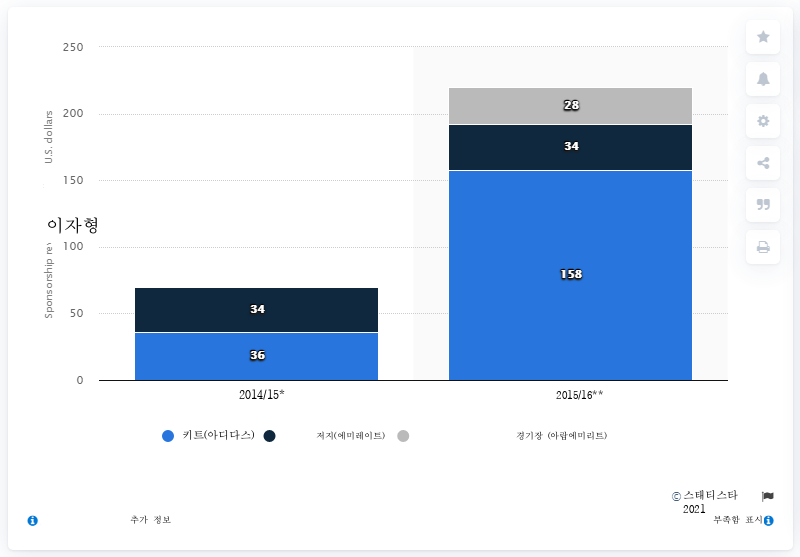 250
200
150
100
50
0
U.S. dollars
이자형
Sponsorship
28
34
158
34
36
2014/15*
2015/16**
키트(아디다스)
저지(에미레이트)
경기장 (아랍에미리트)
© 스태티스타
2021
추가 정보
부족함 표시